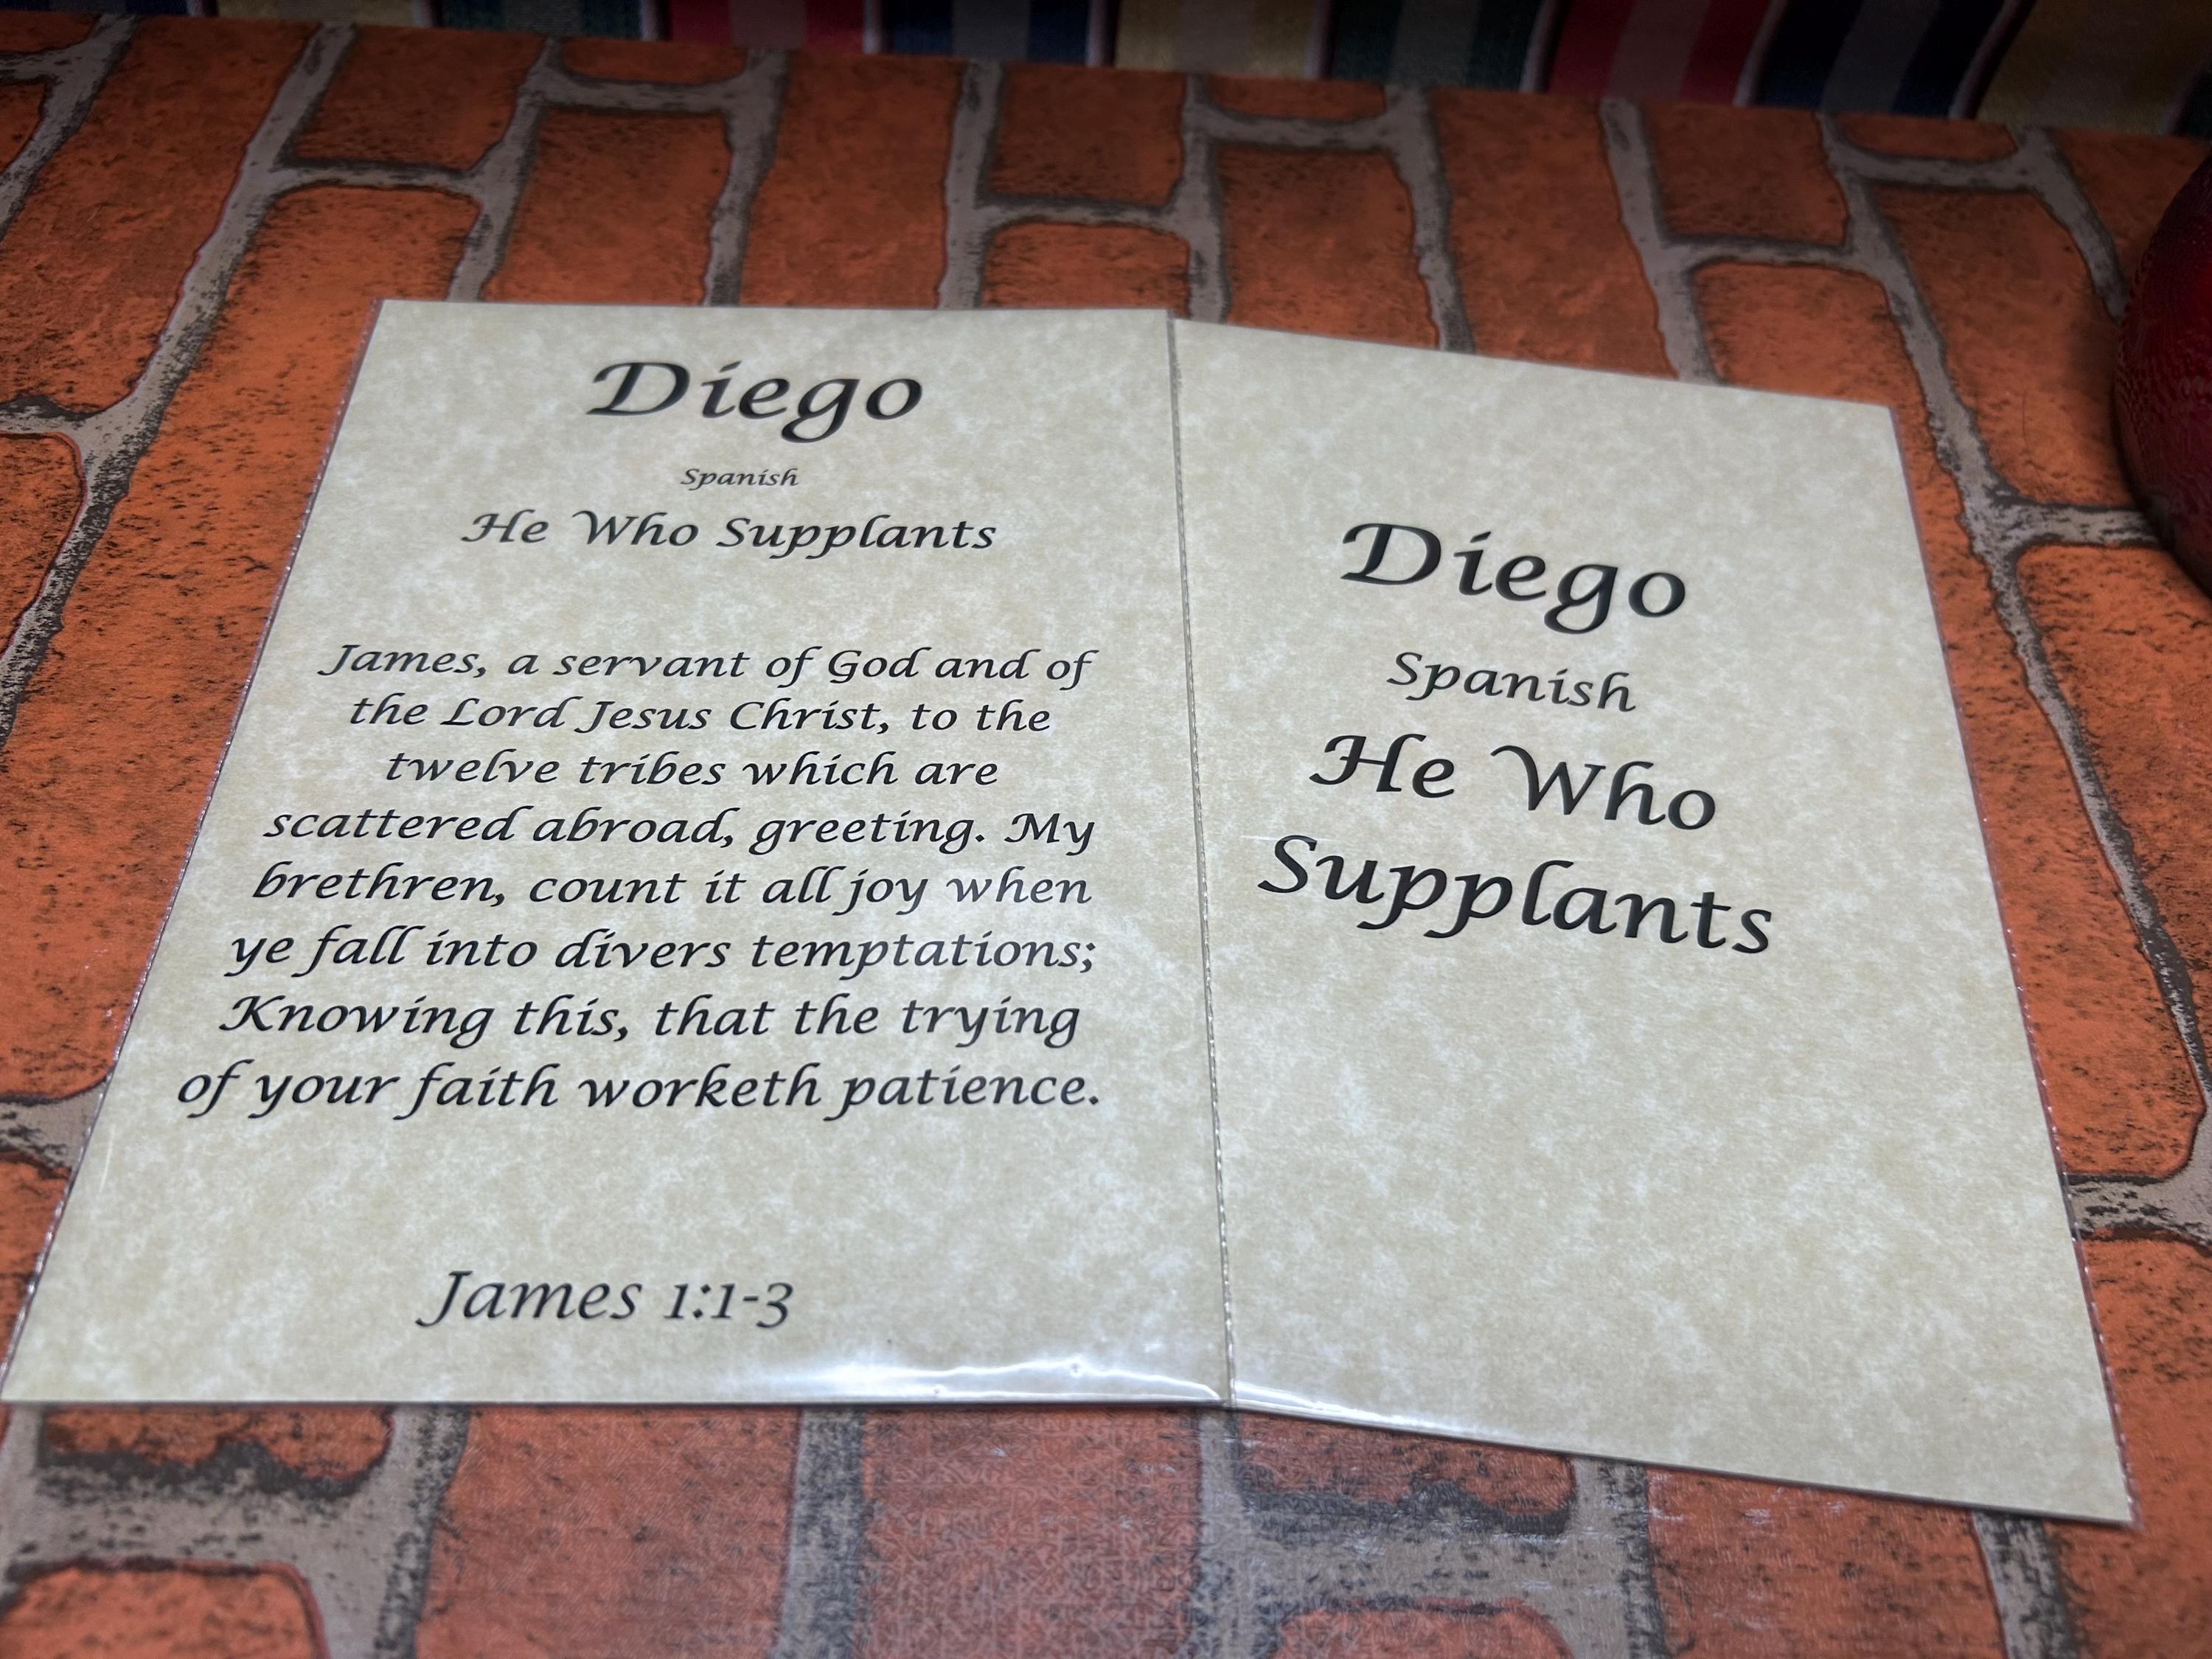 Diego
Spanish
He Who Supplants
James, a servant of God and of
the Lord Jesus Christ, to the
twelve tribes which are
scattered abroad, greeting. My
brethren, count it all joy when
ye fall into divers temptations;
Knowing this, that the trying
of your faith worketh patience.
James 1:1-3
Diego
Spanish
He Who
Supplants